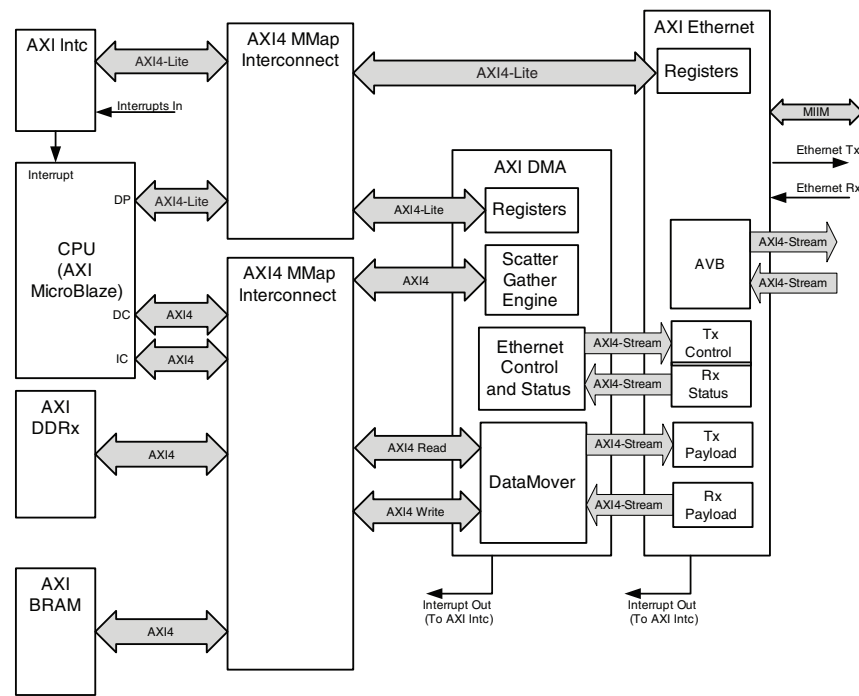 AXI Intc
AXI4-Lite
AXI4 MMap
Interconnect
AXI4-Lite
AXI Ethernet
Registers
Interrupts In
MIIM
Ethernet Tx
Ethernet Rx
Interrupt
DP
AXI4-Lite
CPU
(AXI
MicroBlaze)
DC
AXI4
IC
AXI4
AXI DMA
AXI4-Lite
Registers
AXI4 MMap
Interconnect
AXI4
Scatter
Gather
Engine
AVB
AXI4-Stream
AXI4-Stream
Ethernet
Control
and Status
AXI4-Stream
Tx
Control
AXI4-Stream
Rx
Status
AXI
DDRx
AXI4
AXI4 Read
DataMover
AXI4-Stream
Tx
Payload
AXI4 Write
AXI4-Stream
Rx
Payload
AXI
BRAM
AXI4
Interrupt Out
(To AXI Intc)
Interrupt Out
(To AXI Intc)